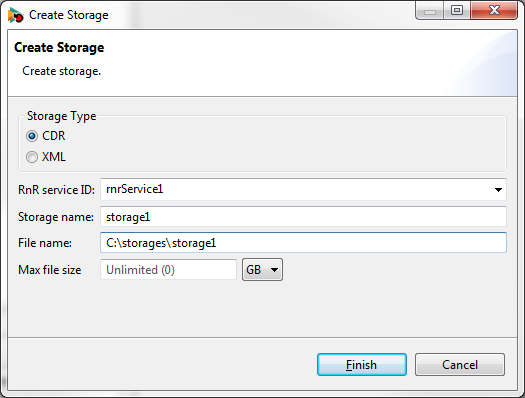 Create Storage
Create Storage
Create storage.
Storage Type
CDR
XML
RnR service ID: rnrService1
Storage name: storage1
File name: C:\storages\storage1
Max file size Unlimited (0) GB
Finish Cancel